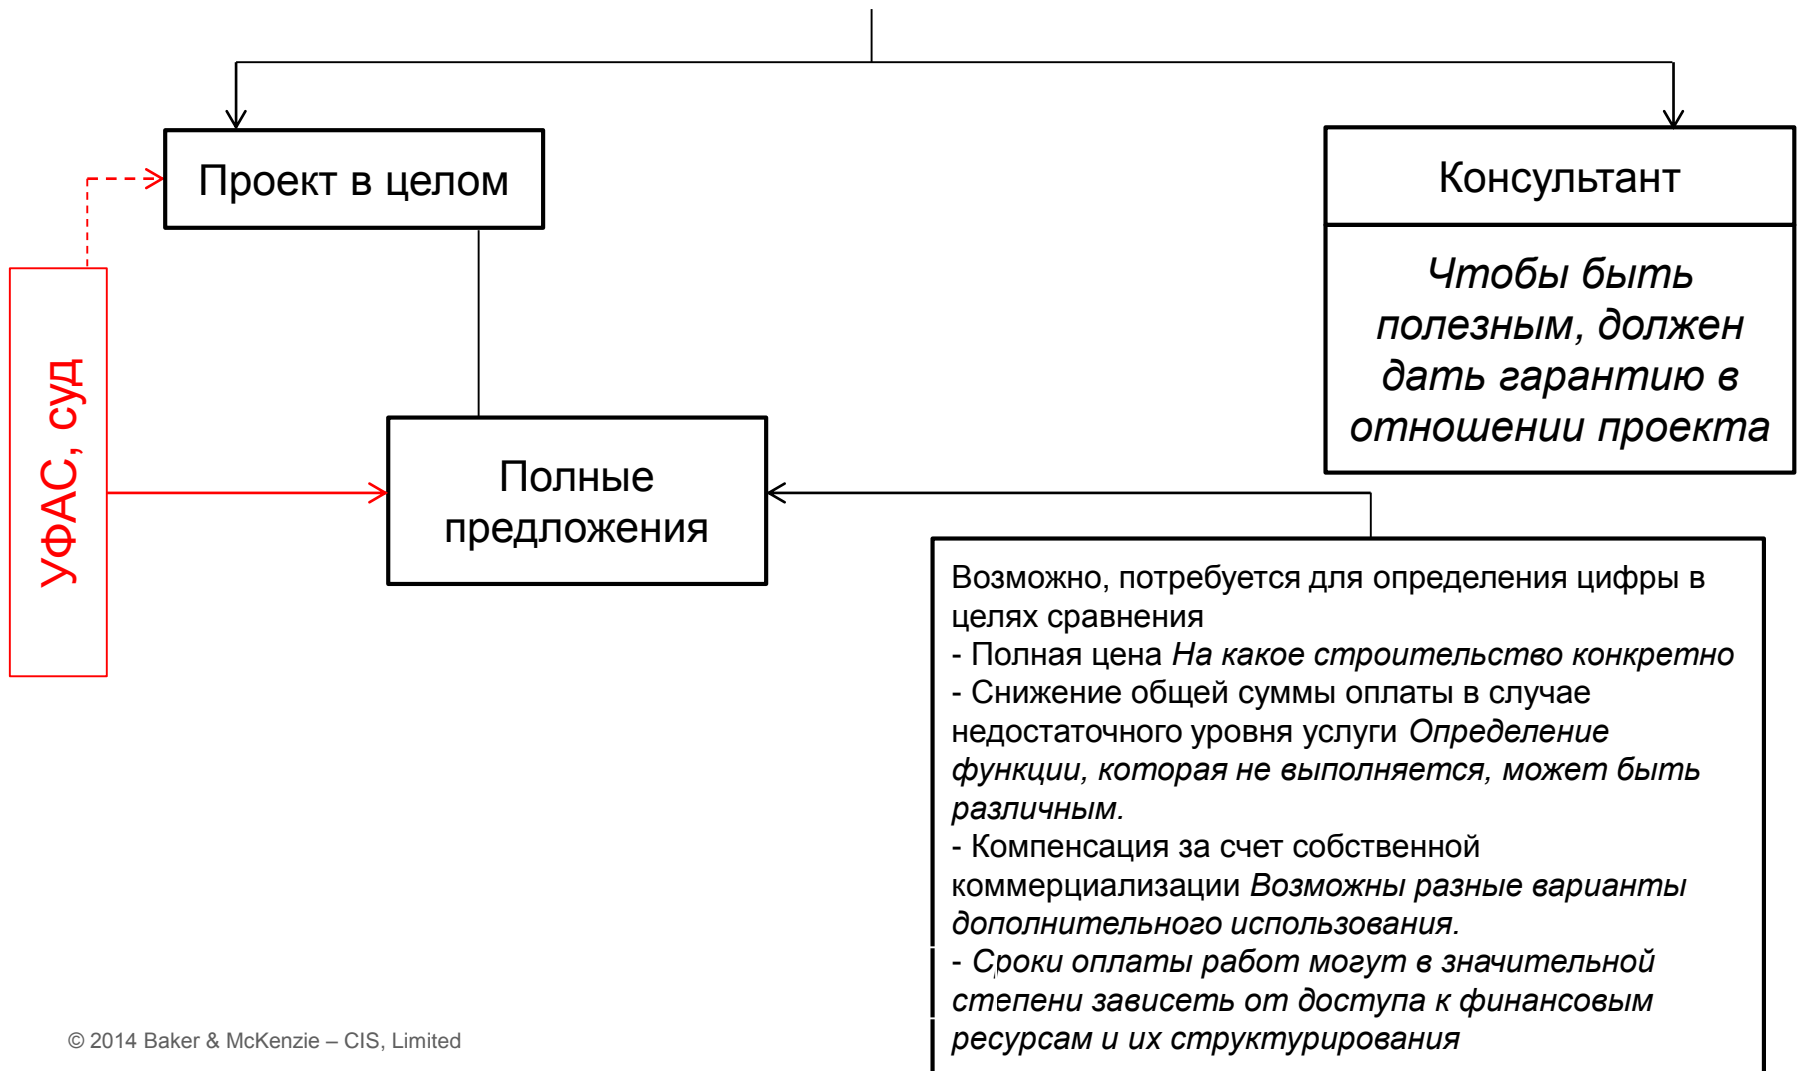 Проект в целом
Консультант
Чтобы быть
полезным, должен
дать гарантию в
отношении проекта
УФАС, суд
Полные
предложения
Возможно, потребуется для определения цифры в
целях сравнения
- Полная цена На какое строительство конкретно
- Снижение общей суммы оплаты в случае
недостаточного уровня услуги Определение
функции, которая не выполняется, может быть
различным.
- Компенсация за счет собственной
коммерциализации Возможны разные варианты
дополнительного использования.
- Сроки оплаты работ могут в значительной
степени зависеть от доступа к финансовым
ресурсам и их структурирования
© 2014 Baker & McKenzie – CIS, Limited